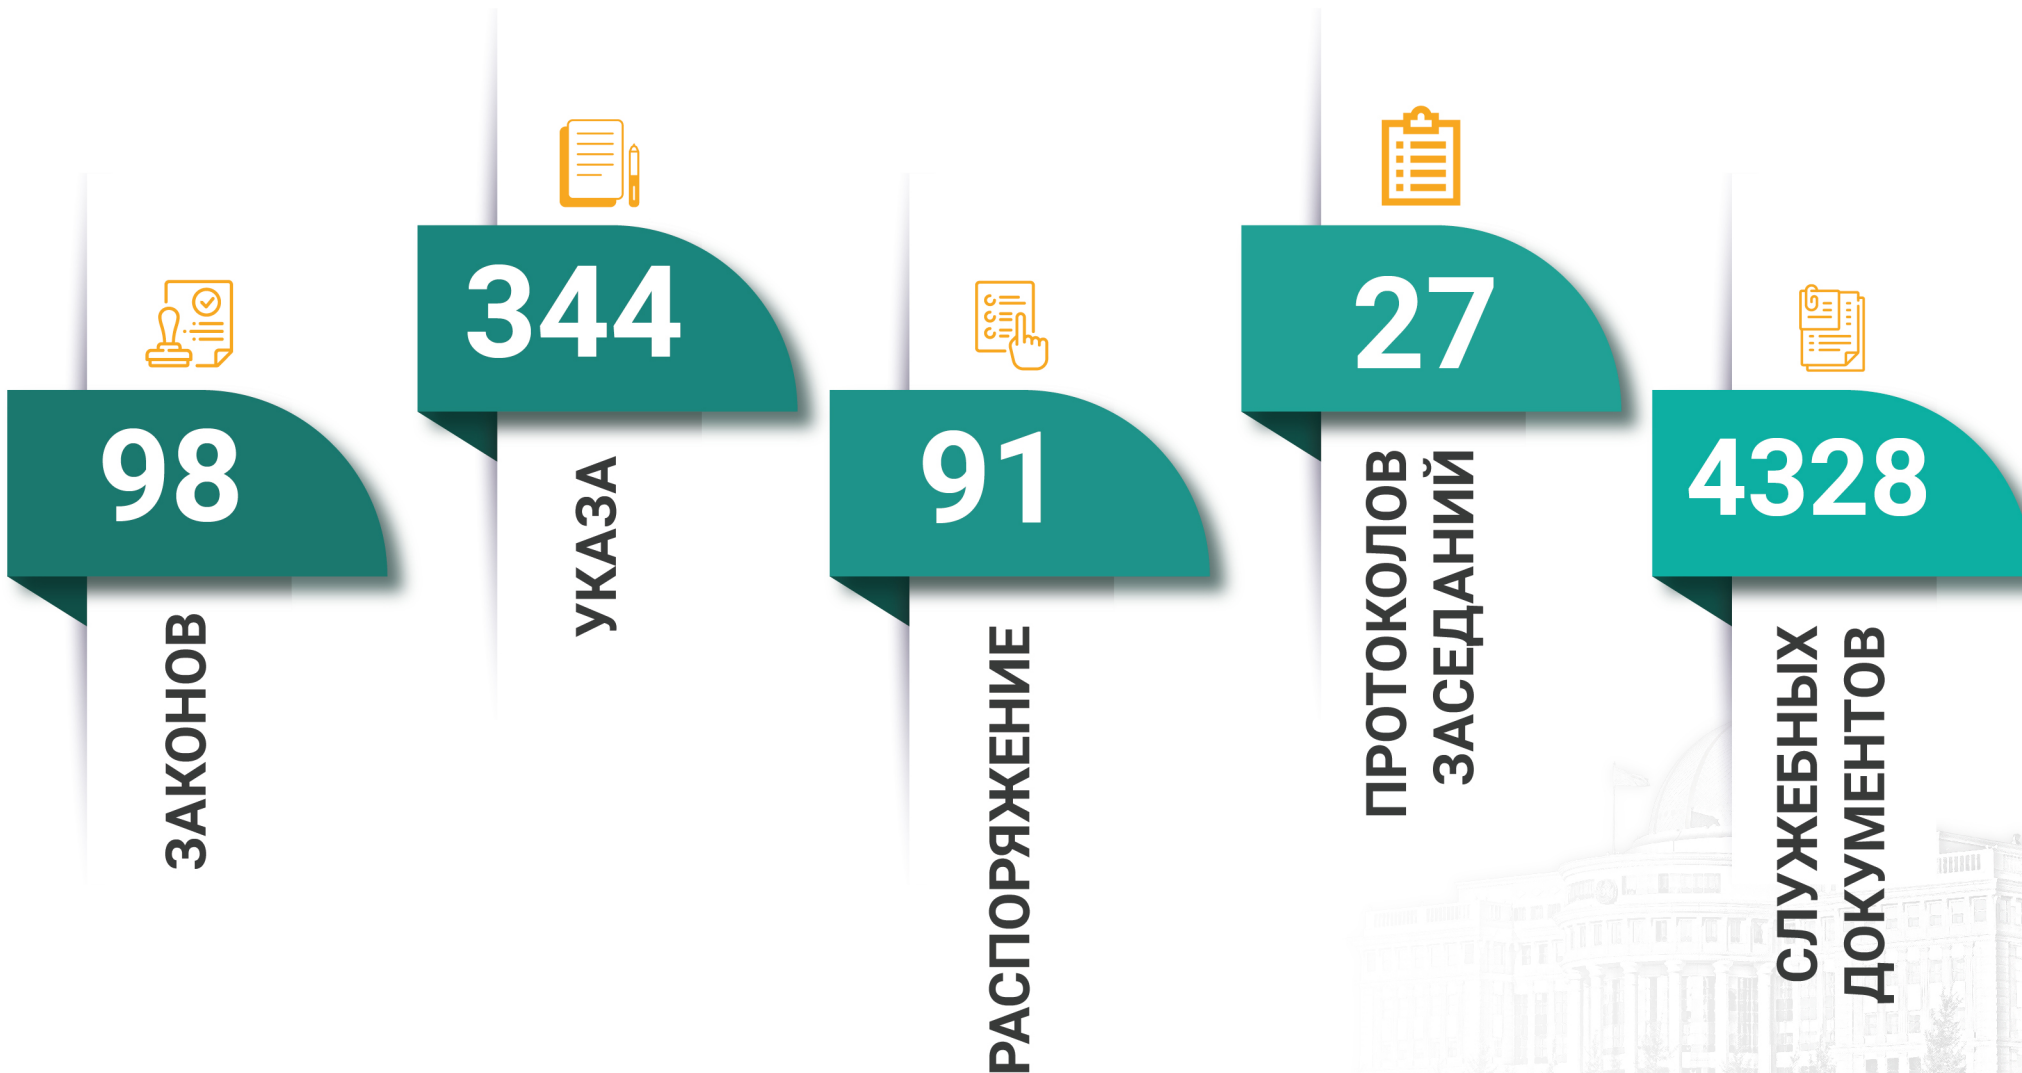 98
ЗАКОНОВ
344
УКАЗА
91
РАСПОРЯЖЕНИЕ
27
ПРОТОКОЛОВ
ЗАСЕДАНИЙ
4328
СЛУЖЕБНЫХ
ДОКУМЕНТОВ